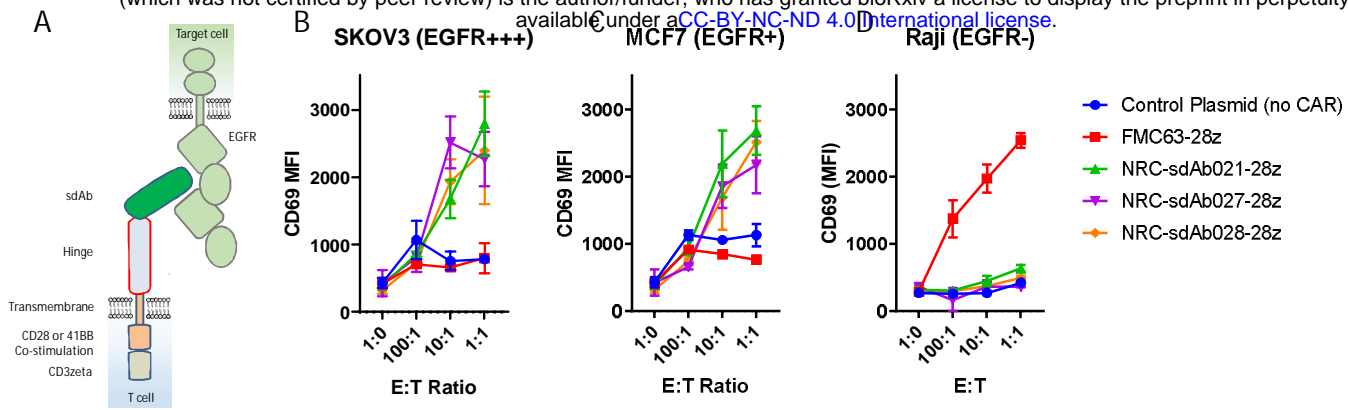 (which was not certified by peer review) is the author/funder, who has granted bioRxiv a license to display the preprint in perpetuity
available under aCC-BY-NC-ND 4.0 International license.
A
B
C
D
SKOV3 (EGFR+++)
MCF7 (EGFR+)
Raji (EGFR-)
Target cell
EGFR
sdAb
Hinge
Transmembrane
CD28 or 41BB
Co-stimulation
CD3zeta
T cell
CD69 MFI
3000
2000
1000
0
1:0
100:1
10:1
1:1
E:T Ratio
CD69 MFI
3000
2000
1000
0
1:0
100:1
10:1
1:1
E:T Ratio
CD69 (MFI)
3000
2000
1000
0
1:0
100:1
10:1
1:1
E:T
Control Plasmid (no CAR)
FMC63-28z
NRC-sdAb021-28z
NRC-sdAb027-28z
NRC-sdAb028-28z